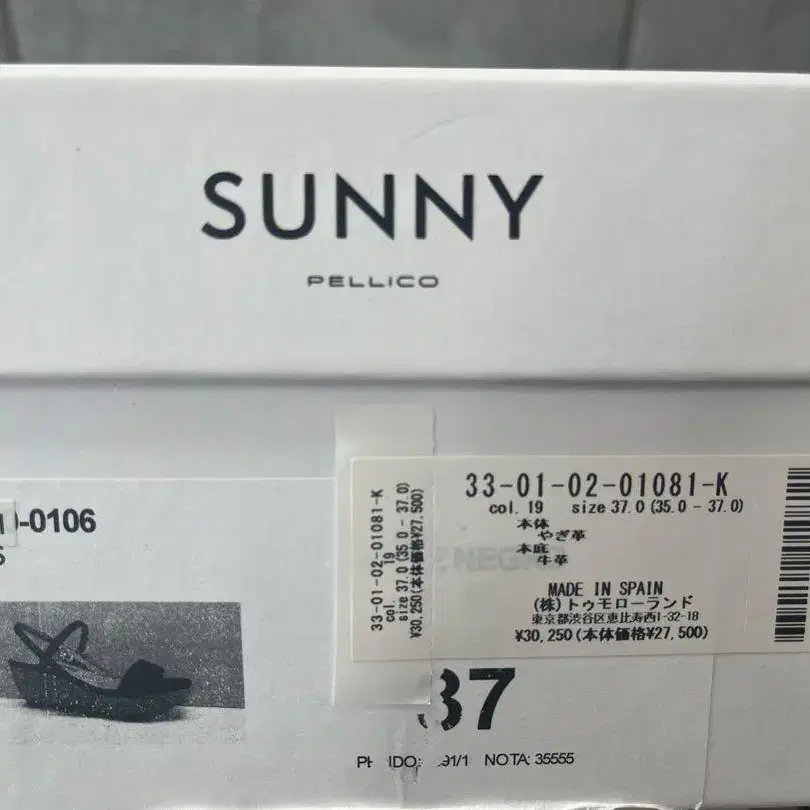 SUNNY
PELLICO
-0106
33-01-02-01081-K
col. 19
size 37.0 (35.0 - 37.0)
¥30,250(本体価格¥27,500)
33-01-02-01081-K
col. 19 size 37.0 (35.0 - 37.0)
本体
やぎ革
本底
牛革
MADE IN SPAIN
(株)トゥモローランド
東京都渋谷区恵比寿西1-32-18
¥30,250(本体価格¥27,500)
37
NOTA: 35555